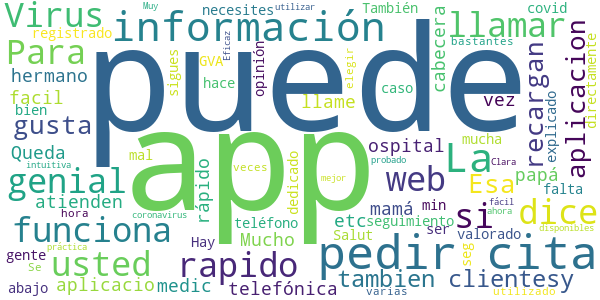 Virus información necesites También covid
Muy utilizar
Para registrado GVA Eficaz opinión llamar bastantes
hermano sigues puede elegir cabecera recargan aplicacion
facil hace llame caso vez explicado directamente
bien gusta app ospital La mucha Clara
Queda mal veces probado web Esa papá falta
intuitiva atienden rápido dedicado mejor fácil
genial mamá min dice ahora
hora coronavirus teléfono etc seguimiento si disponibles
funciona Mucho Salut ser valorado
práctica Hay pedir cita
gente Se usted rapido tambien seg clientesy
abajo aplicacio medic telefónica varias utilizado